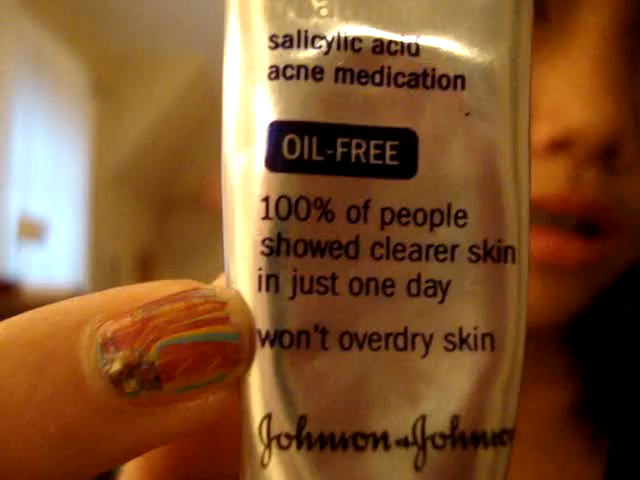 salicylic acid
acne medication
OIL-FREE
100% of people
showed clearer skin
in just one day
won't overdry skin
Johnson & Johnson